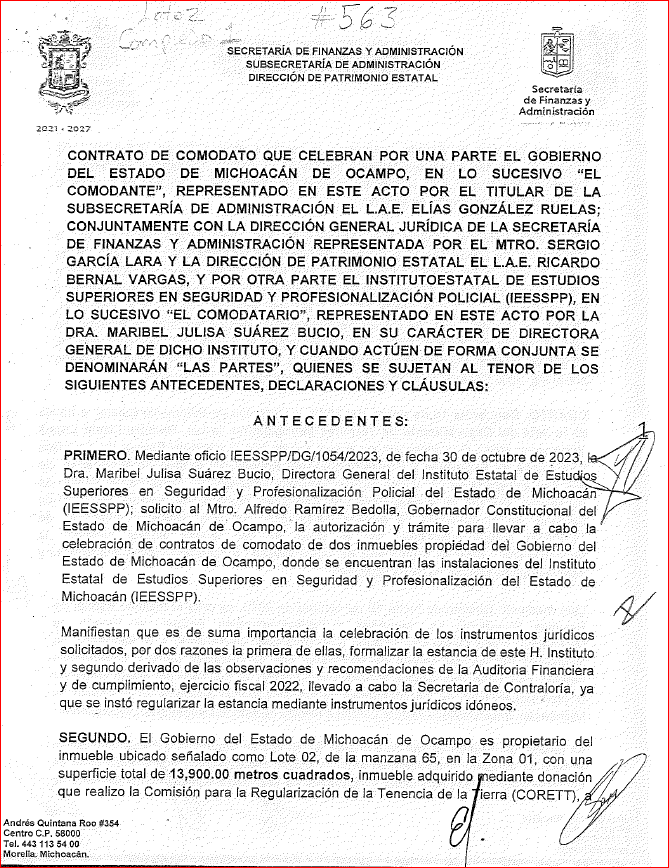 Lote 2
#563
Campello 1
SECRETARÍA DE FINANZAS Y ADMINISTRACIÓN
SUBSECRETARÍA DE ADMINISTRACIÓN
DIRECCIÓN DE PATRIMONIO ESTATAL
Secretaría
de Finanzas y
Administración
2021 - 2027
CONTRATO DE COMODATO QUE CELEBRAN POR UNA PARTE EL GOBIERNO
DEL ESTADO DE MICHOACÁN DE OCAMPO, EN LO SUCESIVO "EL
COMODANTE", REPRESENTADO EN ESTE ACTO POR EL TITULAR DE LA
SUBSECRETARÍA DE ADMINISTRACIÓN EL L.A.E. ELÍAS GONZÁLEZ RUELAS;
CONJUNTAMENTE CON LA DIRECCIÓN GENERAL JURÍDICA DE LA SECRETARÍA
DE FINANZAS Y ADMINISTRACIÓN REPRESENTADA POR EL MTRO. SERGIO
GARCÍA LARA Y LA DIRECCIÓN DE PATRIMONIO ESTATAL EL L.A.E. RICARDO
BERNAL VARGAS, Y POR OTRA PARTE EL INSTITUTOESTATAL DE ESTUDIOS
SUPERIORES EN SEGURIDAD Y PROFESIONALIZACIÓN POLICIAL (IEESSPP), EN
LO SUCESIVO "EL COMODATARIO", REPRESENTADO EN ESTE ACTO POR LA
DRA. MARIBEL JULISA SUÁREZ BUCIO, EN SU CARÁCTER DE DIRECTORA
GENERAL DE DICHO INSTITUTO, Y CUANDO ACTÚEN DE FORMA CONJUNTA SE
DENOMINARÁN "LAS PARTES", QUIENES SE SUJETAN AL TENOR DE LOS
SIGUIENTES ANTECEDENTES, DECLARACIONES Y CLÁUSULAS:
ANTECEDENTES:
1
PRIMERO. Mediante oficio IEESSPP/DG/1054/2023, de fecha 30 de octubre de 2023, la
Dra. Maribel Julisa Suárez Bucio, Directora General del Instituto Estatal de Estudios
Superiores en Seguridad y Profesionalización Policial del Estado de Michoacán
(IEESSPP); solicito al Mtro. Alfredo Ramírez Bedolla, Gobernador Constitucional del
Estado de Michoacán de Ocampo, la autorización y trámite para llevar a cabo la
celebración de contratos de comodato de dos inmuebles propiedad del Gobierno del
Estado de Michoacán de Ocampo, donde se encuentran las instalaciones del Instituto
Estatal de Estudios Superiores en Seguridad y Profesionalización del Estado de
Michoacán (IEESSPP).
Manifiestan que es de suma importancia la celebración de los instrumentos jurídicos
solicitados, por dos razones la primera de ellas, formalizar la estancia de este H. Instituto
y segundo derivado de las observaciones y recomendaciones de la Auditoria Financiera
y de cumplimiento, ejercicio fiscal 2022, llevado a cabo la Secretaria de Contraloría, ya
que se instó regularizar la estancia mediante instrumentos jurídicos idóneos.
SEGUNDO. El Gobierno del Estado de Michoacán de Ocampo es propietario del
inmueble ubicado señalado como Lote 02, de la manzana 65, en la Zona 01, con una
superficie total de 13,900.00 metros cuadrados, inmueble adquirido mediante donación
que realizo la Comisión para la Regularización de la Tenencia de la Tierra (CORETT), a
Andrés Quintana Roo #354
Centro C.P. 58000
Tel. 443 113 54 00
Morelia, Michoacán.